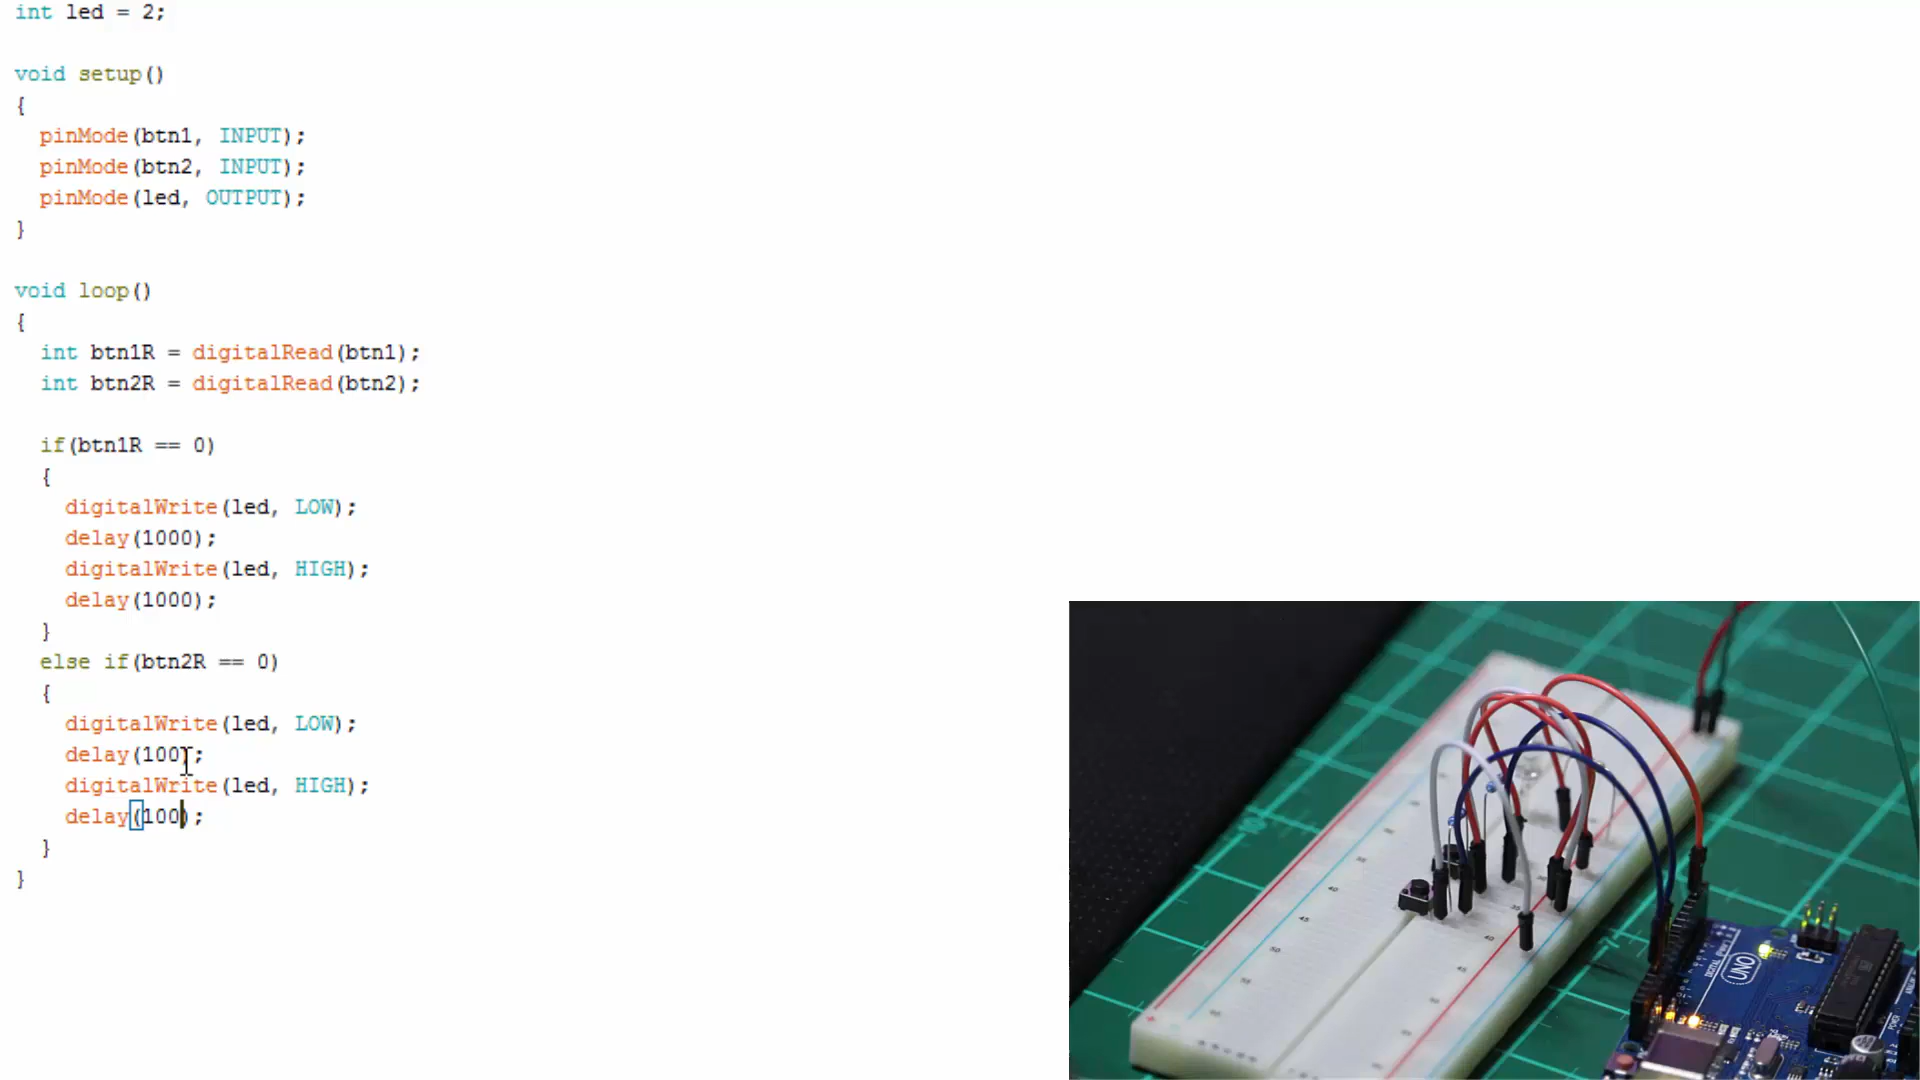 int led = 2;
void setup()
{
pinMode(btn1, INPUT);
pinMode(btn2, INPUT);
pinMode(led, OUTPUT);
}
void loop()
{
int btn1R = digitalRead(btn1);
int btn2R = digitalRead(btn2);
if(btn1R == 0)
{
digitalWrite(led, LOW);
delay(1000);
digitalWrite(led, HIGH);
delay(1000);
}
else if(btn2R == 0)
{
digitalWrite(led, LOW);
delay(100);
digitalWrite(led, HIGH);
delay(100);
}
}
UNO